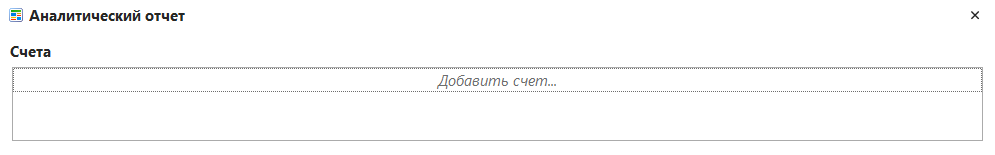 Аналитический отчет
Счета
Добавить счет...